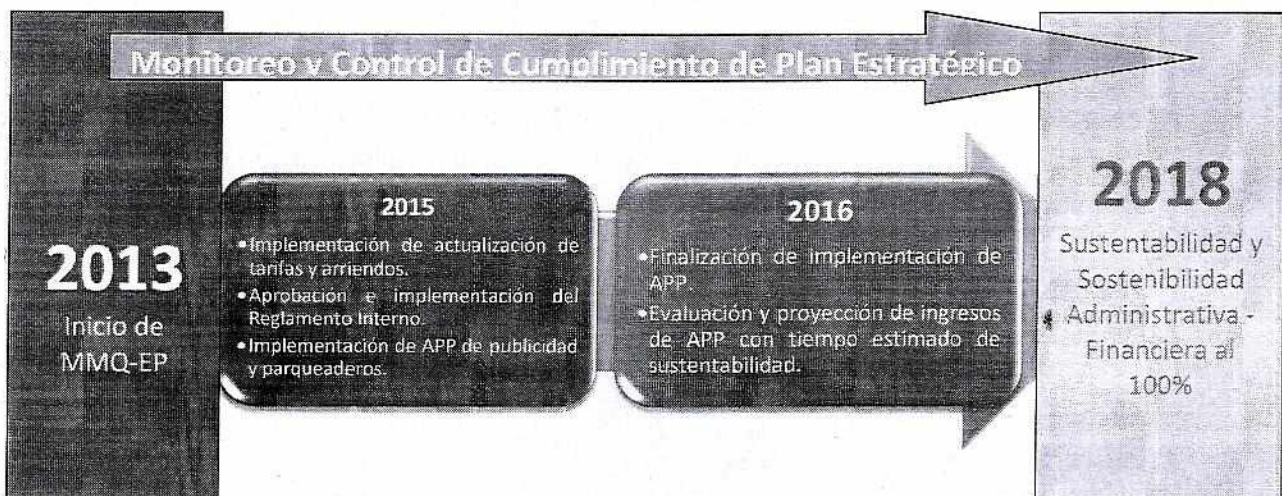 Monitoreo y Control de Cumplimiento de Plan Estratégico
2013
Inicio de
MMQ-EP
2015
•Implementación de actualización de
tarifas y arriendos.
•Aprobación e implementación del
Reglamento Interno.
•Implementación de APP de publicidad
y parqueaderos.
2016
•Finalización de implementación de
APP.
•Evaluación y proyección de ingresos
de APP con tiempo estimado de
sustentabilidad.
2018
Sustentabilidad y
Sostenibilidad
Administrativa -
Financiera al
100%